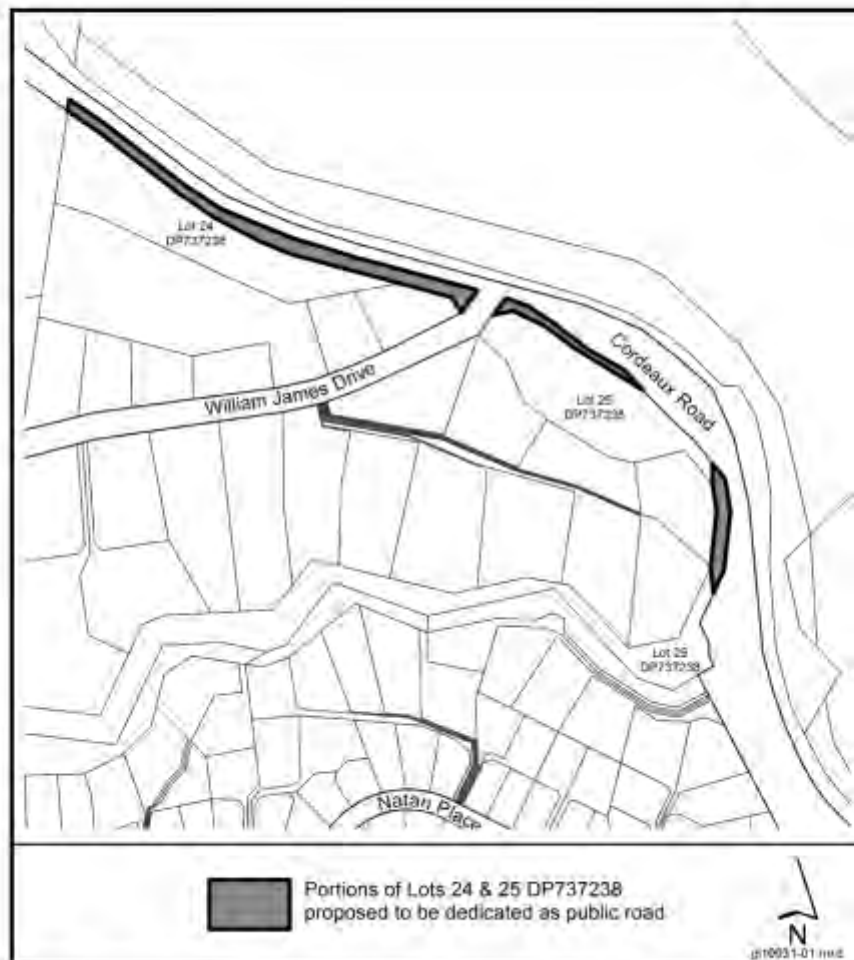 Lot 24
DP737238
William James Drive
Cordeaux Road
Lot 25
DP737238
Lot 25
DP737238
Natan Place
Portions of Lots 24 & 25 DP737238
proposed to be dedicated as public road
N